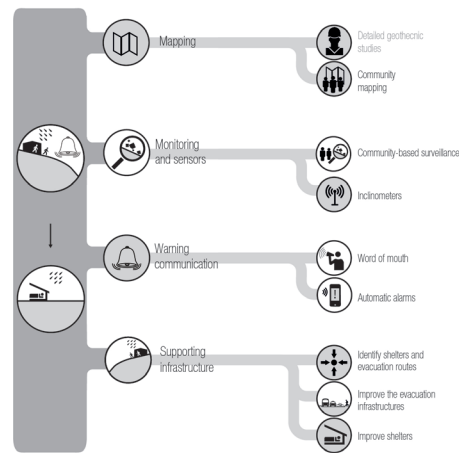 Mapping
Detailed geothecnic
studies
Community
mapping
Monitoring
and sensors
Community-based surveillance
Inclinometers
Warning
communication
Word of mouth
Automatic alarms
Supporting
infrastructure
Identify shelters and
evacuation routes
Improve the evacuation
infrastructures
Improve shelters